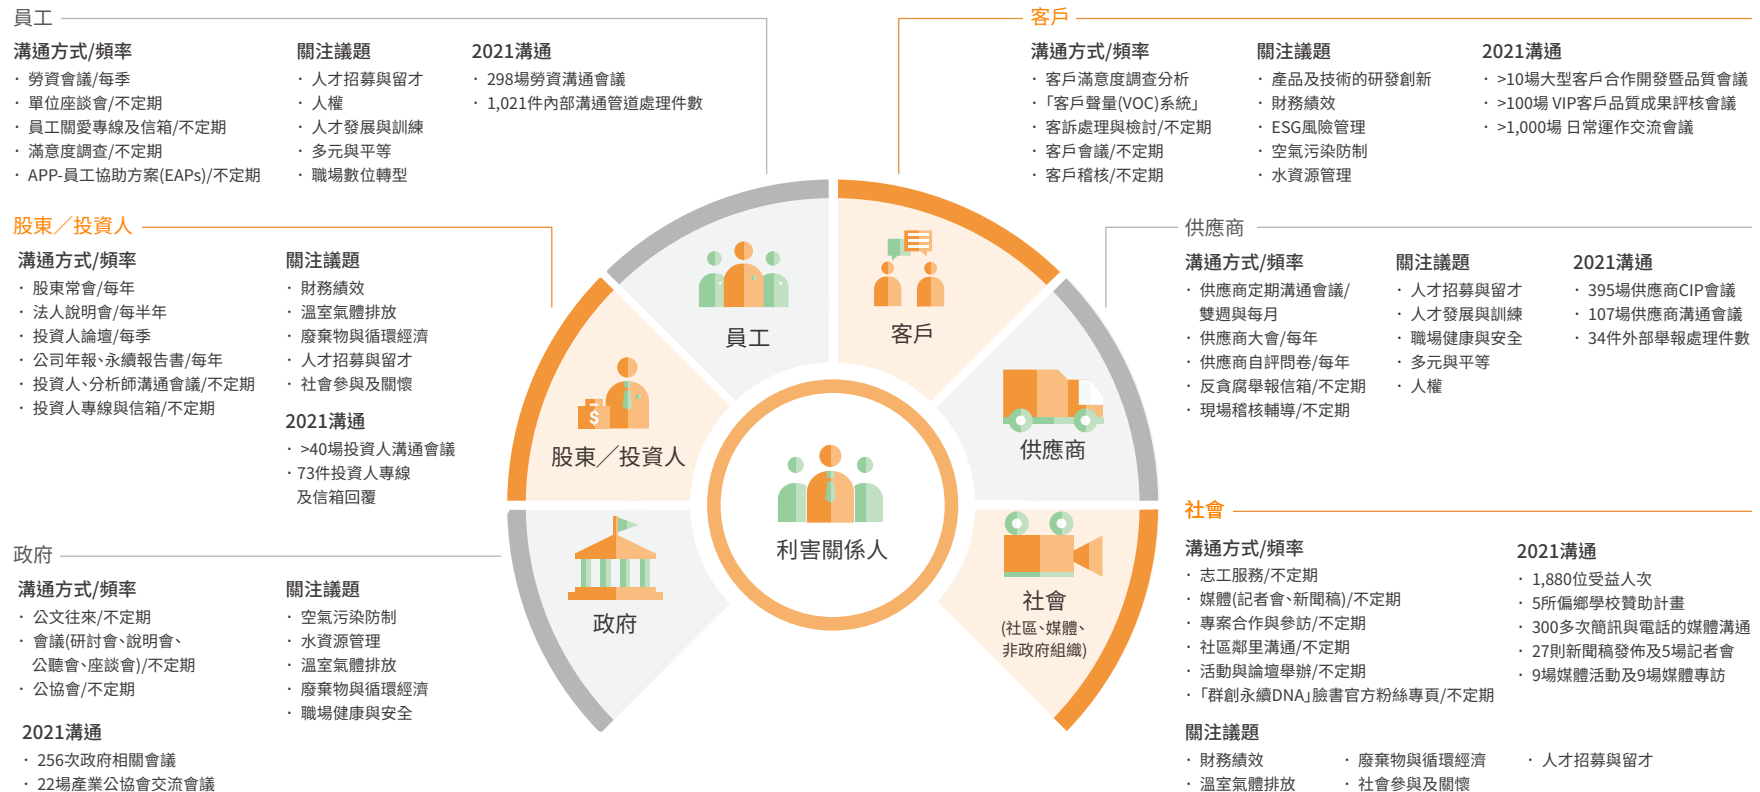 員工
溝通方式/頻率
· 勞資會議/每季
· 單位座談會/不定期
· 員工關愛專線及信箱/不定期
· 滿意度調查/不定期
· APP-員工協助方案(EAPs)/不定期
關注議題
· 人才招募與留才
· 人權
· 人才發展與訓練
· 多元與平等
· 職場數位轉型
2021溝通
· 298場勞資溝通會議
· 1,021件內部溝通管道處理件數
客戶
溝通方式/頻率
· 客戶滿意度調查分析
· 「客戶聲量(VOC)系統」
· 客訴處理與檢討/不定期
· 客戶會議/不定期
· 客戶稽核/不定期
關注議題
· 產品及技術的研發創新
· 財務績效
· ESG風險管理
· 空氣污染防制
· 水資源管理
2021溝通
· >10場大型客戶合作開發暨品質會議
· >100場 VIP客戶品質成果評核會議
· >1,000場 日常運作交流會議
股東／投資人
溝通方式/頻率
· 股東常會/每年
· 法人說明會/每半年
· 投資人論壇/每季
· 公司年報、永續報告書/每年
· 投資人、分析師溝通會議/不定期
· 投資人專線與信箱/不定期
關注議題
· 財務績效
· 溫室氣體排放
· 廢棄物與循環經濟
· 人才招募與留才
· 社會參與及關懷
2021溝通
· >40場投資人溝通會議
· 73件投資人專線
及信箱回覆
供應商
溝通方式/頻率
· 供應商定期溝通會議/
雙週與每月
· 供應商大會/每年
· 供應商自評問卷/每年
· 反貪腐舉報信箱/不定期
· 現場稽核輔導/不定期
關注議題
· 人才招募與留才
· 人才發展與訓練
· 職場健康與安全
· 多元與平等
· 人權
2021溝通
· 395場供應商CIP會議
· 107場供應商溝通會議
· 34件外部舉報處理件數
政府
溝通方式/頻率
· 公文往來/不定期
· 會議(研討會、說明會、
公聽會、座談會)/不定期
· 公協會/不定期
關注議題
· 空氣污染防制
· 水資源管理
· 溫室氣體排放
· 廢棄物與循環經濟
· 職場健康與安全
2021溝通
· 256次政府相關會議
· 22場產業公協會交流會議
社會
溝通方式/頻率
· 志工服務/不定期
· 媒體(記者會、新聞稿)/不定期
· 專案合作與參訪/不定期
· 社區鄰里溝通/不定期
· 活動與論壇舉辦/不定期
· 「群創永續DNA」臉書官方粉絲專頁/不定期
2021溝通
· 1,880位受益人次
· 5所偏鄉學校贊助計畫
· 300多次簡訊與電話的媒體溝通
· 27則新聞稿發佈及5場記者會
· 9場媒體活動及9場媒體專訪
關注議題
· 財務績效
· 溫室氣體排放
· 廢棄物與循環經濟
· 社會參與及關懷
· 人才招募與留才
員工
客戶
股東／投資人
$
供應商
政府
利害關係人
社會
(社區、媒體、
非政府組織)